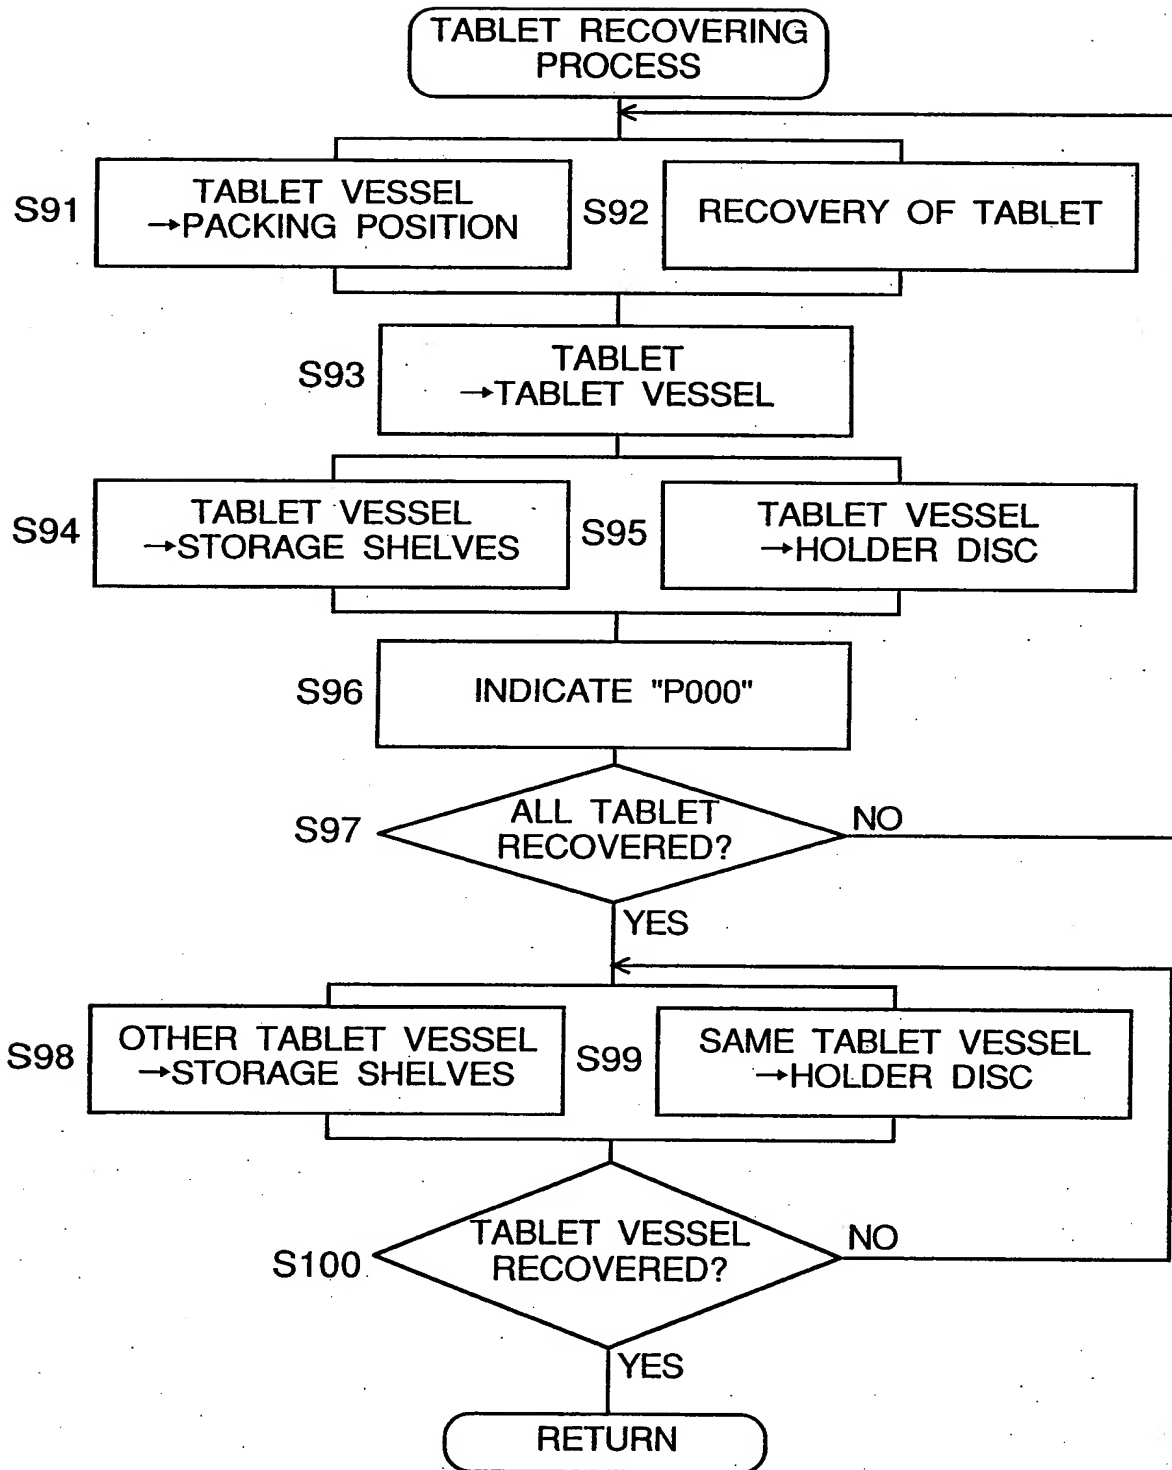 TABLET RECOVERING
PROCESS
S91
TABLET VESSEL
→PACKING POSITION
S92
RECOVERY OF TABLET
S93
TABLET
→TABLET VESSEL
S94
TABLET VESSEL
→STORAGE SHELVES
S95
TABLET VESSEL
→HOLDER DISC
S96
INDICATE "P000"
S97
ALL TABLET
RECOVERED?
NO
YES
S98
OTHER TABLET VESSEL
→STORAGE SHELVES
S99
SAME TABLET VESSEL
→HOLDER DISC
S100
TABLET VESSEL
RECOVERED?
NO
YES
RETURN